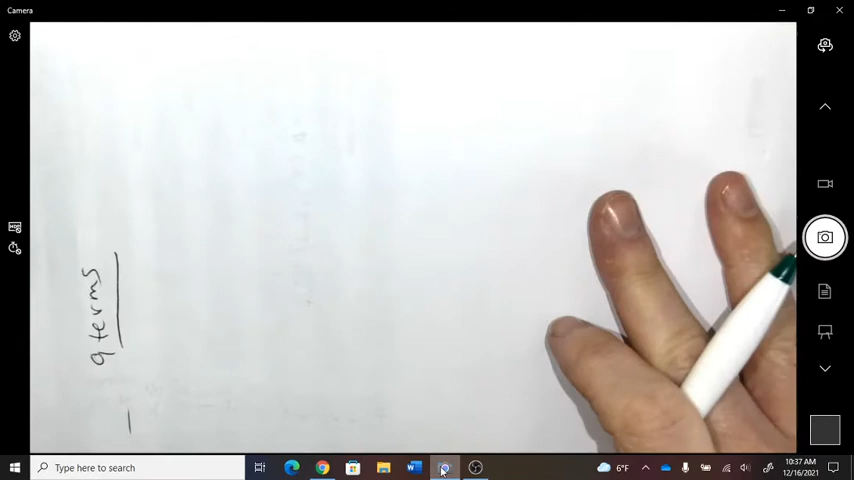 Camera
9 terms
Type here to search
6°F
10:37 AM
12/16/2021